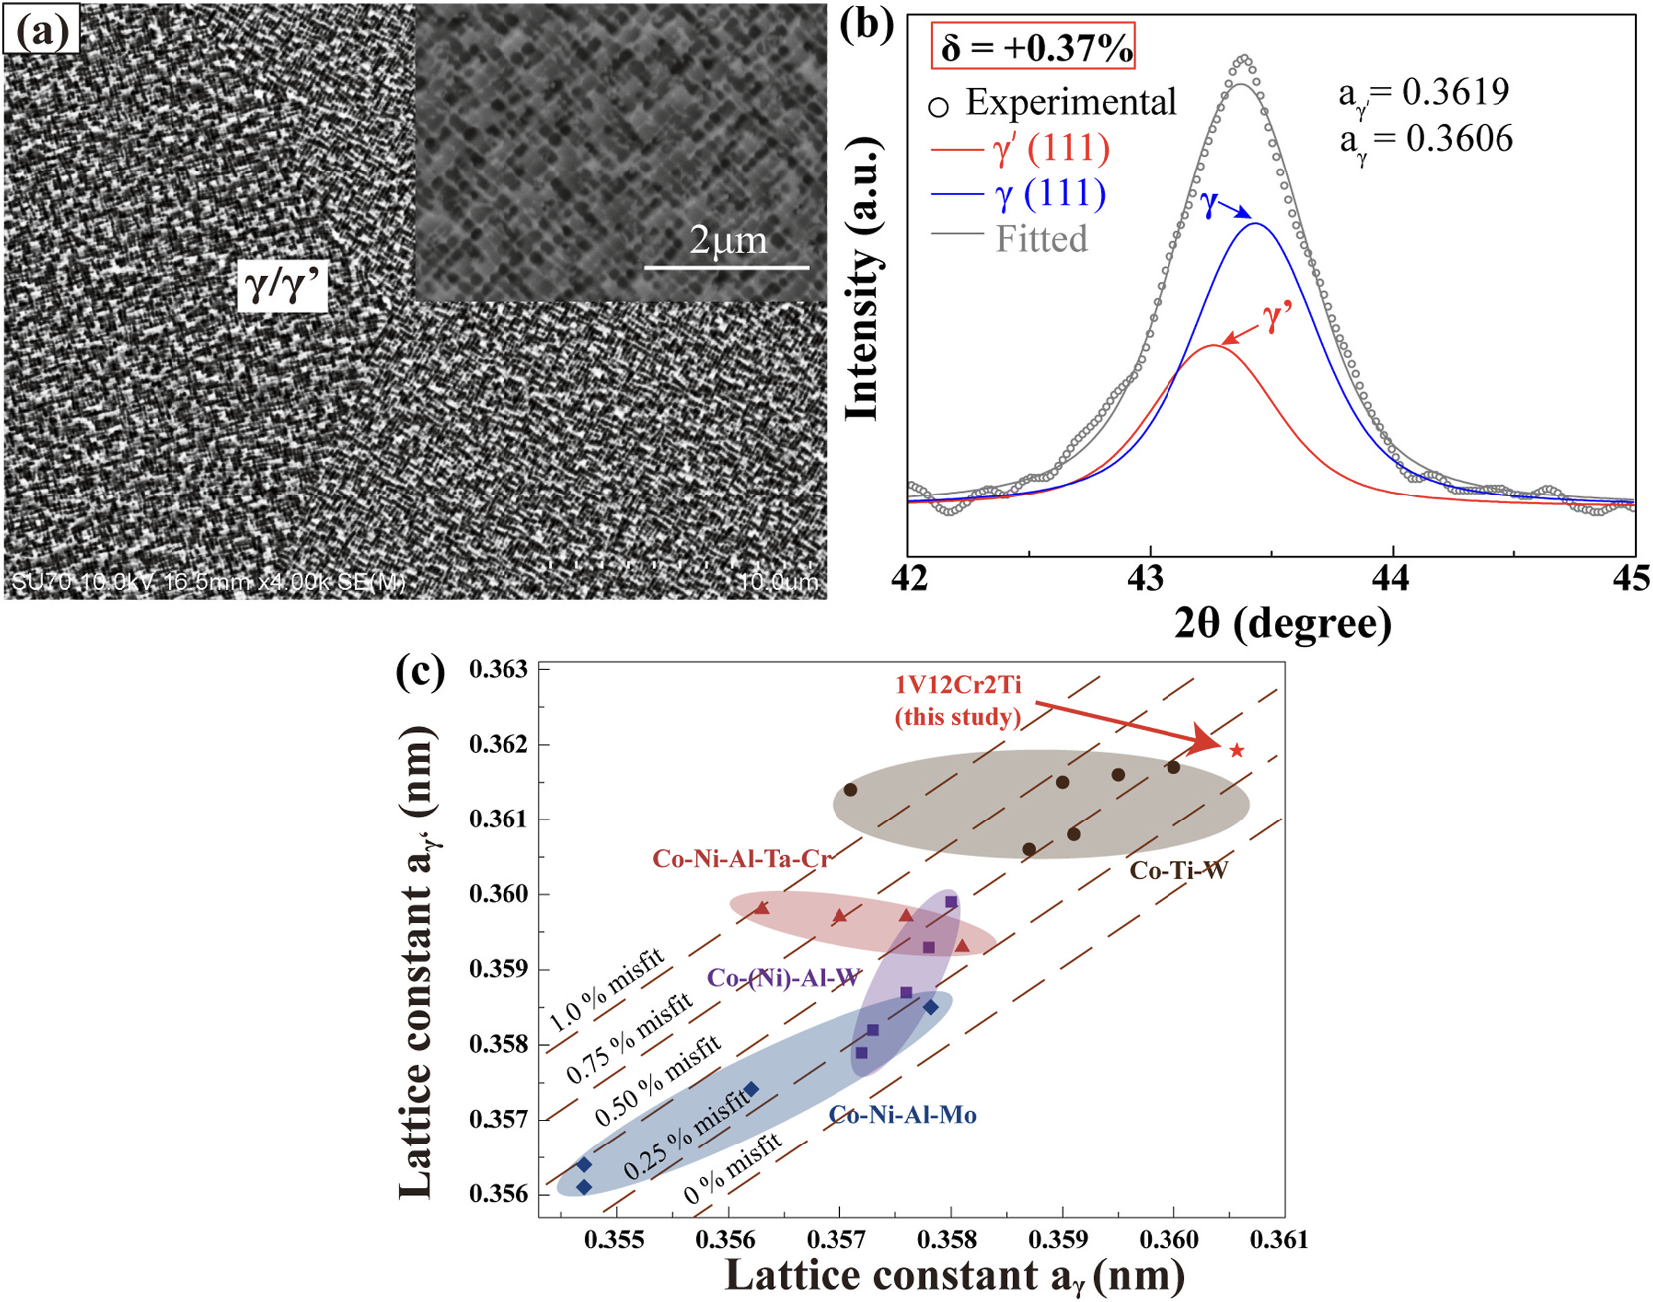 (a)
2μm
γ/γ’
SU70 10.0kV 16.5mm x4.00k SE(M)
10.0um
(b)
δ = +0.37%
Experimental
γ' (111)
γ (111)
Fitted
aγ'= 0.3619
aγ = 0.3606
γ
γ’
Intensity (a.u.)
42
43
44
45
2θ (degree)
(c)
0.363
0.362
0.361
0.360
0.359
0.358
0.357
0.356
Lattice constant aγ‘ (nm)
1V12Cr2Ti
(this study)
Co-Ni-Al-Ta-Cr
Co-Ti-W
Co-(Ni)-Al-W
Co-Ni-Al-Mo
1.0 % misfit
0.75 % misfit
0.50 % misfit
0.25 % misfit
0 % misfit
0.355
0.356
0.357
0.358
0.359
0.360
0.361
Lattice constant aγ (nm)